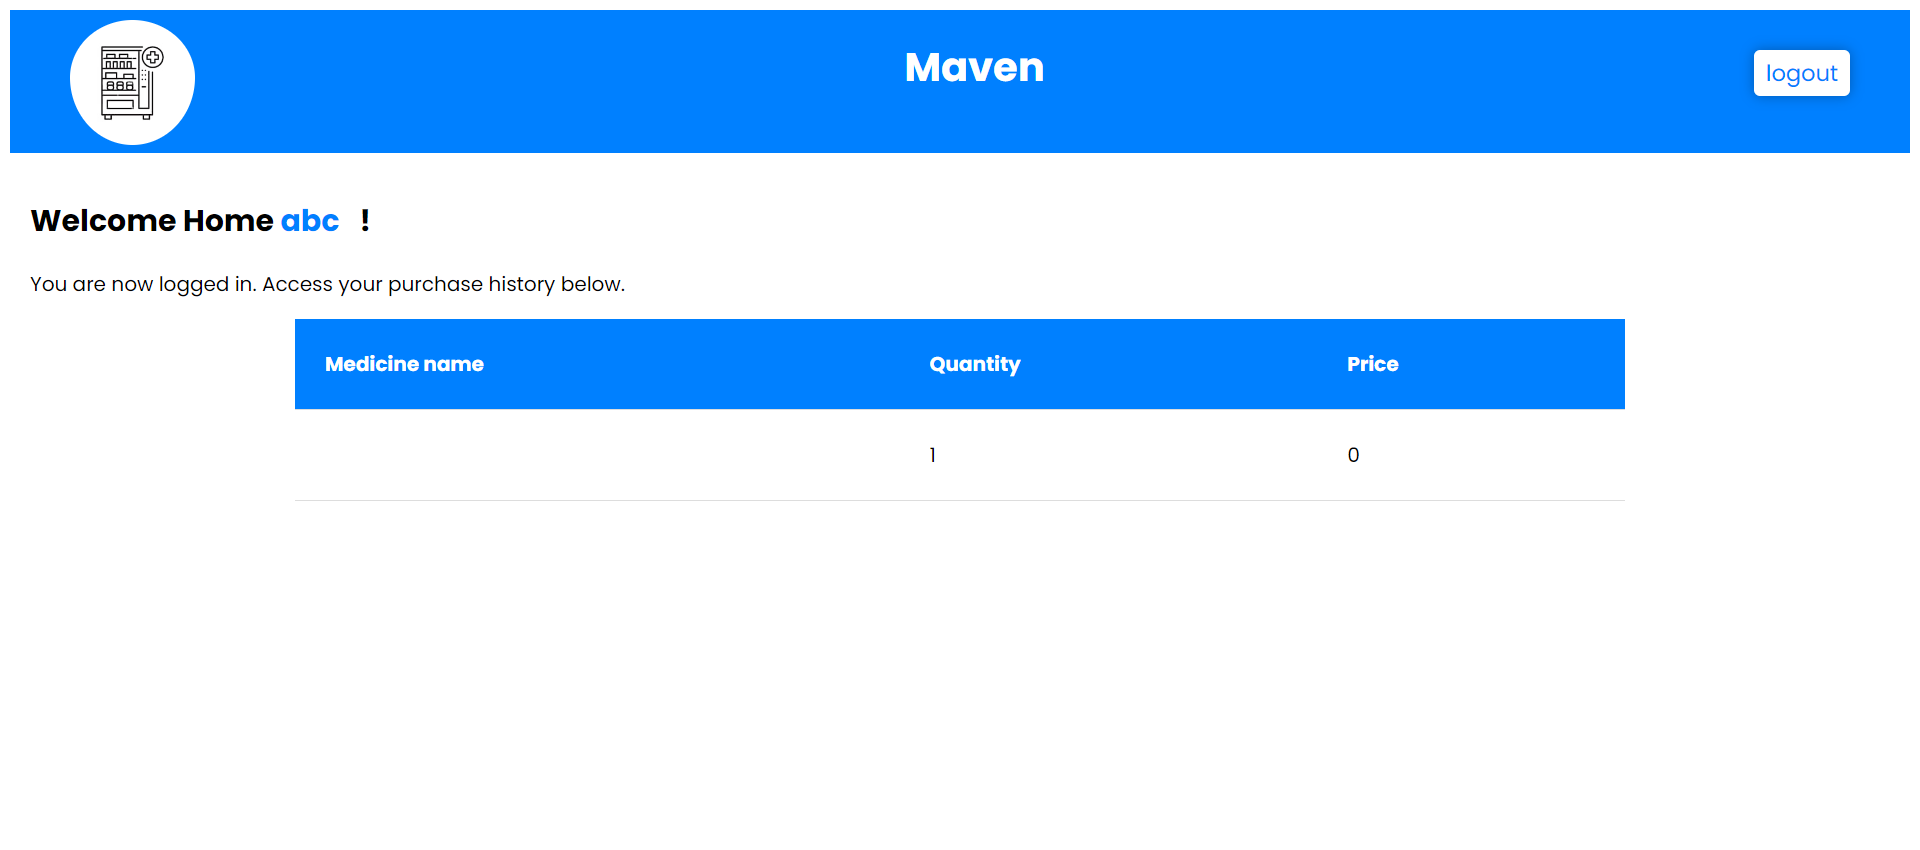 Maven
logout
Welcome Home abc !
You are now logged in. Access your purchase history below.
Medicine name Quantity Price
1 0